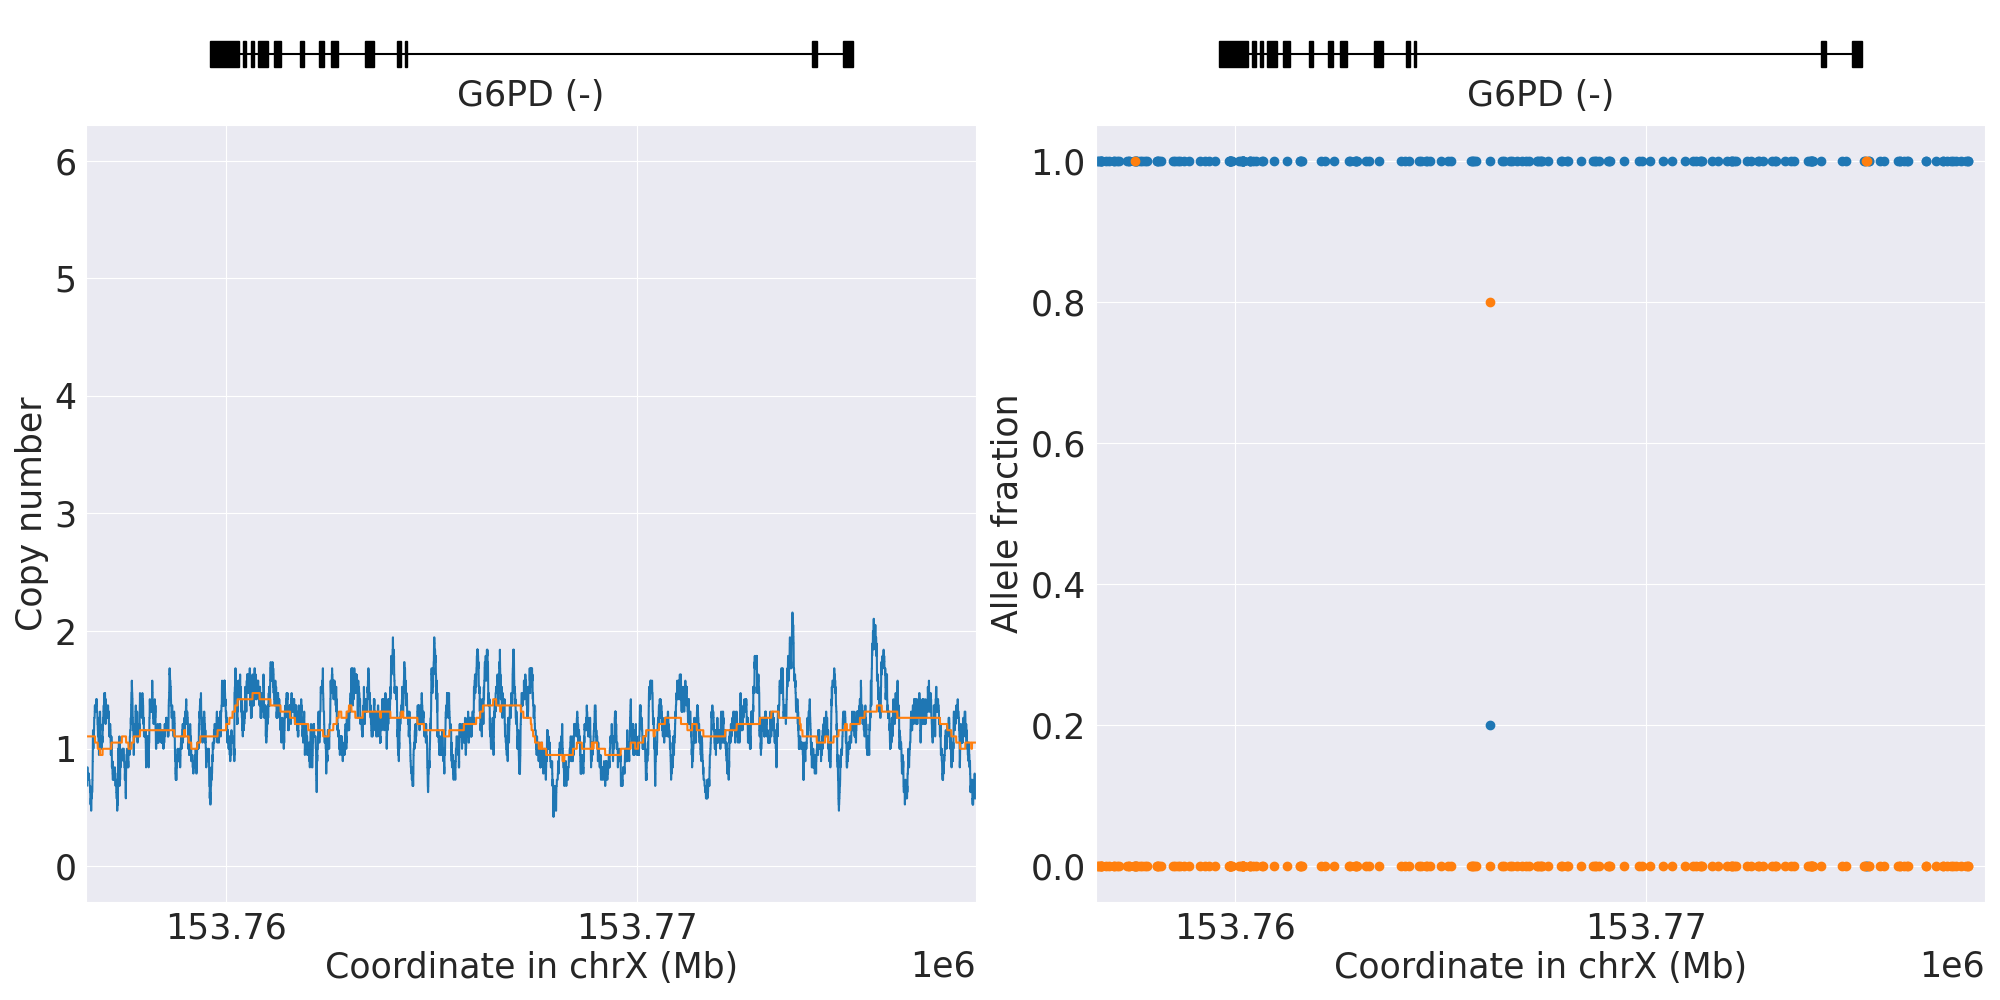 G6PD (-)
6
5
4
3
2
1
0
Copy number
153.76
153.77
Coordinate in chrX (Mb)
1e6
G6PD (-)
1.0
0.8
0.6
0.4
0.2
0.0
Allele fraction
153.76
153.77
Coordinate in chrX (Mb)
1e6